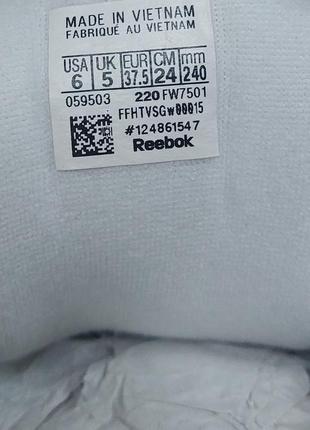 MADE IN VIETNAM
FABRIQUÉ AU VIETNAM
USA UK EUR CM mm
6 5 37.5 24 240
059503 220 FW7501
FFHTVSGW00015
#124861547
Reebok